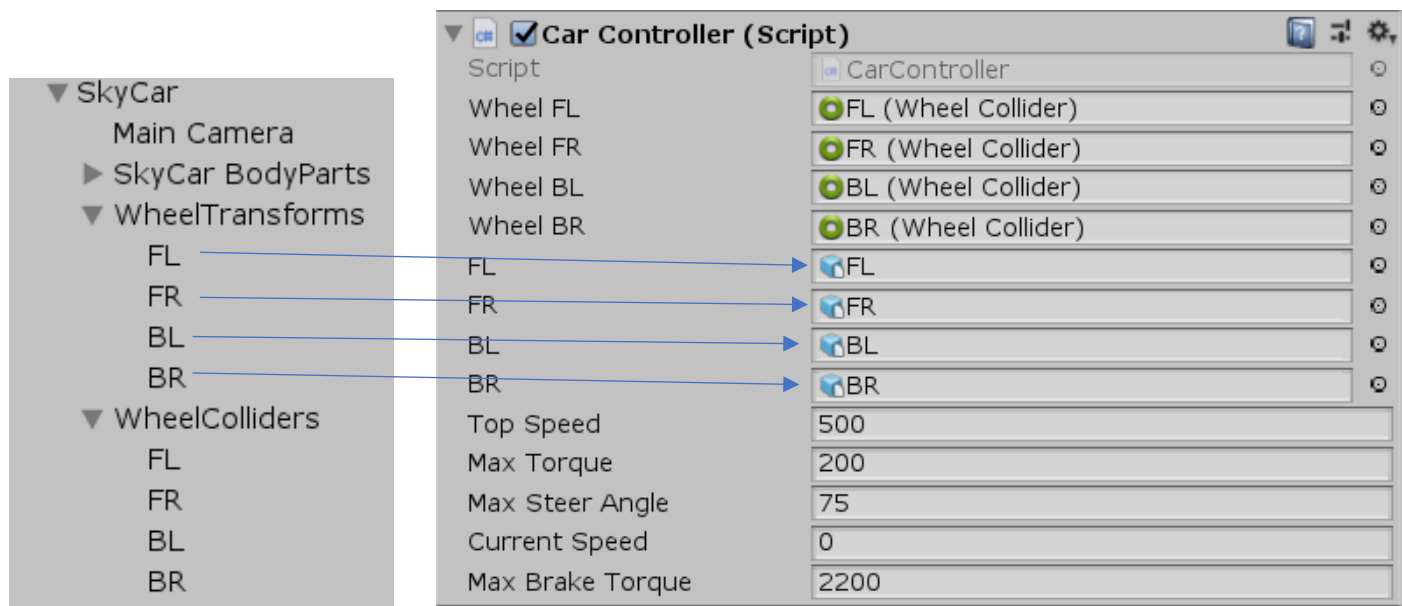 SkyCar
Main Camera
SkyCar BodyParts
WheelTransforms
FL
FR
BL
BR
WheelColliders
FL
FR
BL
BR
c# Car Controller (Script)
Script CarController
Wheel FL FL (Wheel Collider)
Wheel FR FR (Wheel Collider)
Wheel BL BL (Wheel Collider)
Wheel BR BR (Wheel Collider)
FL FL
FR FR
BL BL
BR BR
Top Speed 500
Max Torque 200
Max Steer Angle 75
Current Speed 0
Max Brake Torque 2200